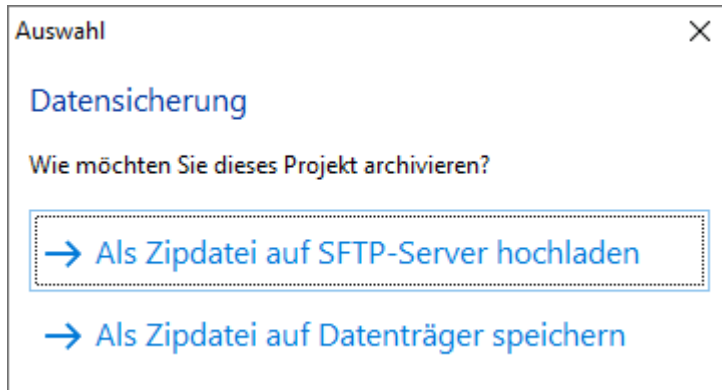 Auswahl
Datensicherung
Wie möchten Sie dieses Projekt archivieren?
→ Als Zipdatei auf SFTP-Server hochladen
→ Als Zipdatei auf Datenträger speichern